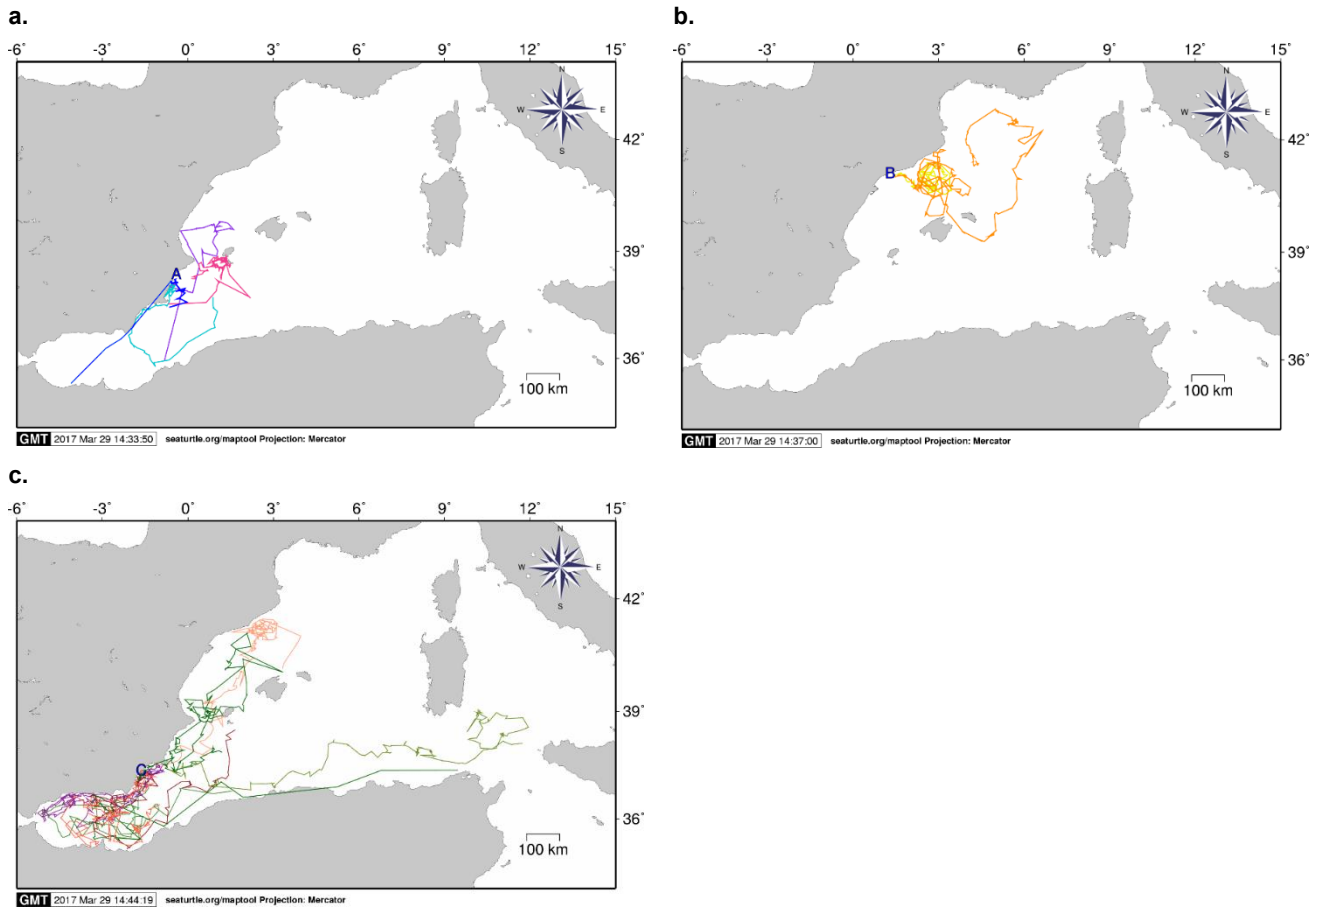 a.
-6° -3° 0° 3° 6° 9° 12° 15°
N
W E
S
42°
39°
36°
A
100 km
GMT 2017 Mar 29 14:33:50 seaturtle.org/maptool Projection: Mercator
b.
-6° 0° 3° 6° 9° 12° 15°
N
W E
S
42°
39°
36°
B
100 km
GMT 2017 Mar 29 14:37:00 seaturtle.org/maptool Projection: Mercator
c.
-6° -3° 0° 3° 6° 9° 12° 15°
N
W E
S
42°
39°
36°
C
100 km
GMT 2017 Mar 29 14:44:19 seaturtle.org/maptool Projection: Mercator